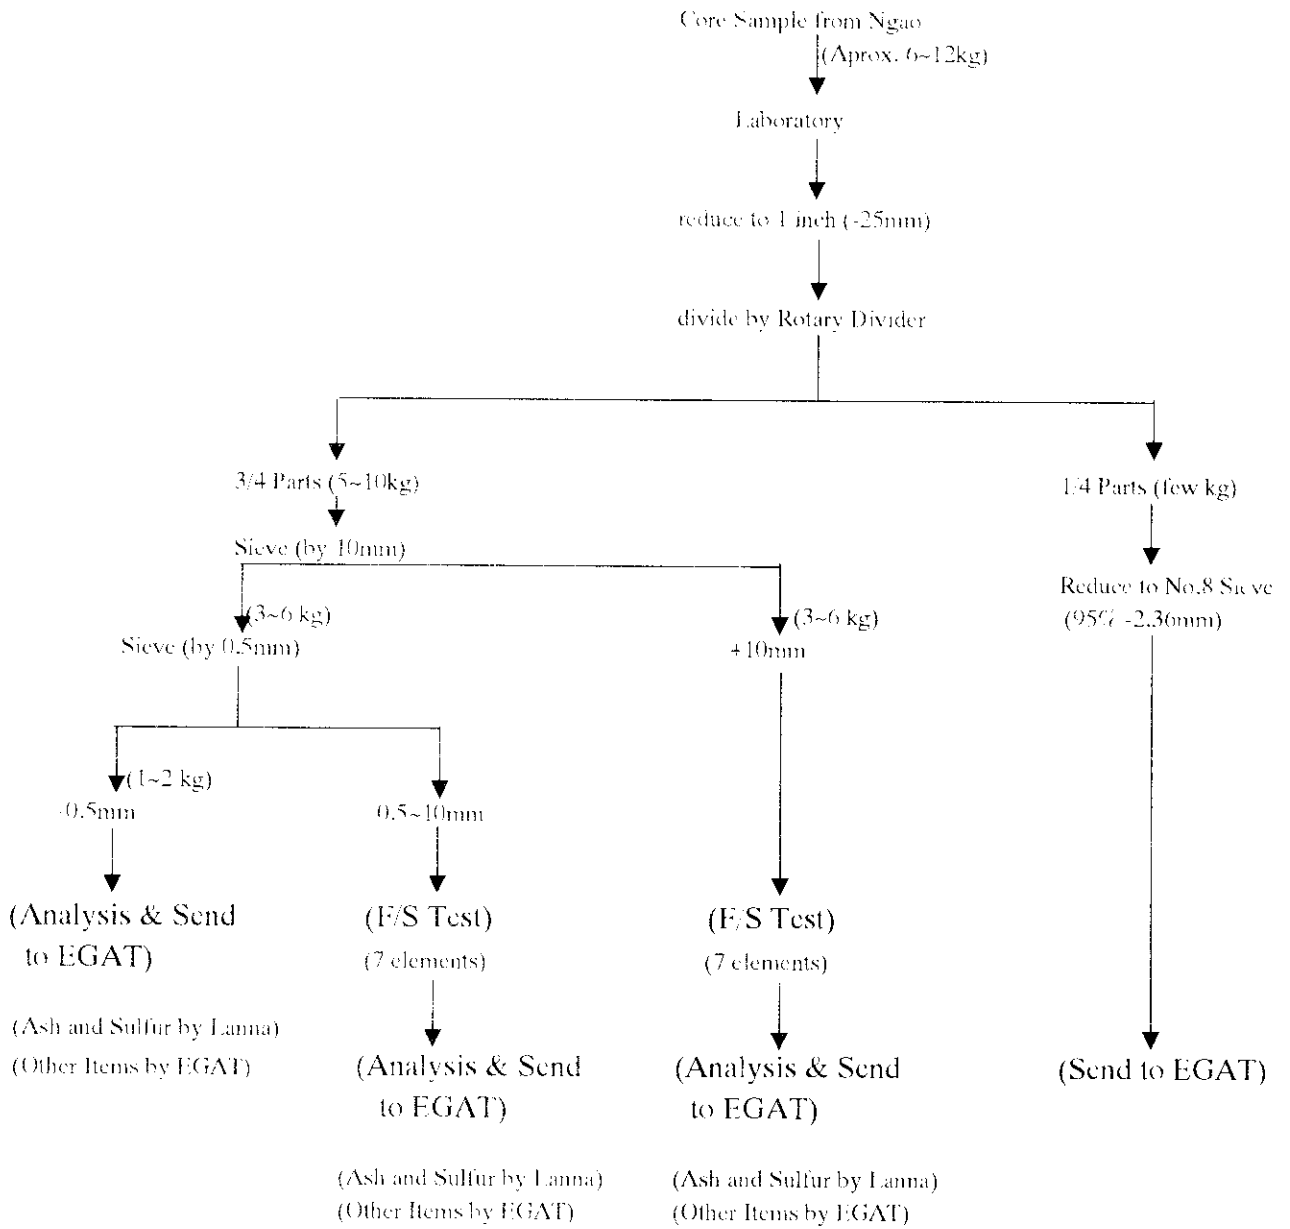 Core Sample from Ngao
(Aprox. 6~12kg)
Laboratory
reduce to 1 inch (-25mm)
divide by Rotary Divider
3/4 Parts (5~10kg)
1/4 Parts (few kg)
Sieve (by 10mm)
Reduce to No.8 Sieve
(95% -2.36mm)
(3~6 kg)
(3~6 kg)
Sieve (by 0.5mm)
+10mm
(1~2 kg)
-0.5mm
0.5~10mm
(Analysis & Send
to EGAT)
(F/S Test)
(7 elements)
(F/S Test)
(7 elements)
(Ash and Sulfur by Lanna)
(Other Items by EGAT)
(Analysis & Send
to EGAT)
(Analysis & Send
to EGAT)
(Send to EGAT)
(Ash and Sulfur by Lanna)
(Other Items by EGAT)
(Ash and Sulfur by Lanna)
(Other Items by EGAT)